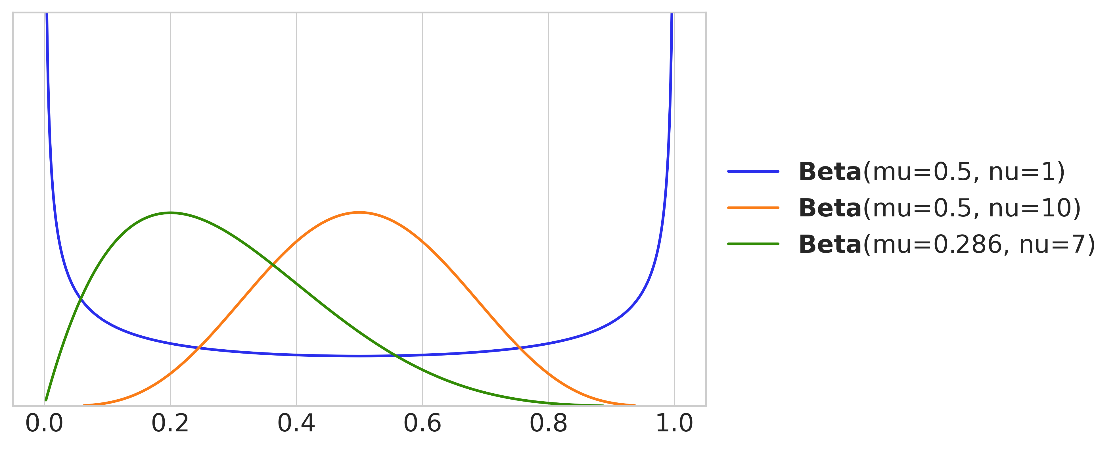 Beta(mu=0.5, nu=1)
Beta(mu=0.5, nu=10)
Beta(mu=0.286, nu=7)
0.0 0.2 0.4 0.6 0.8 1.0